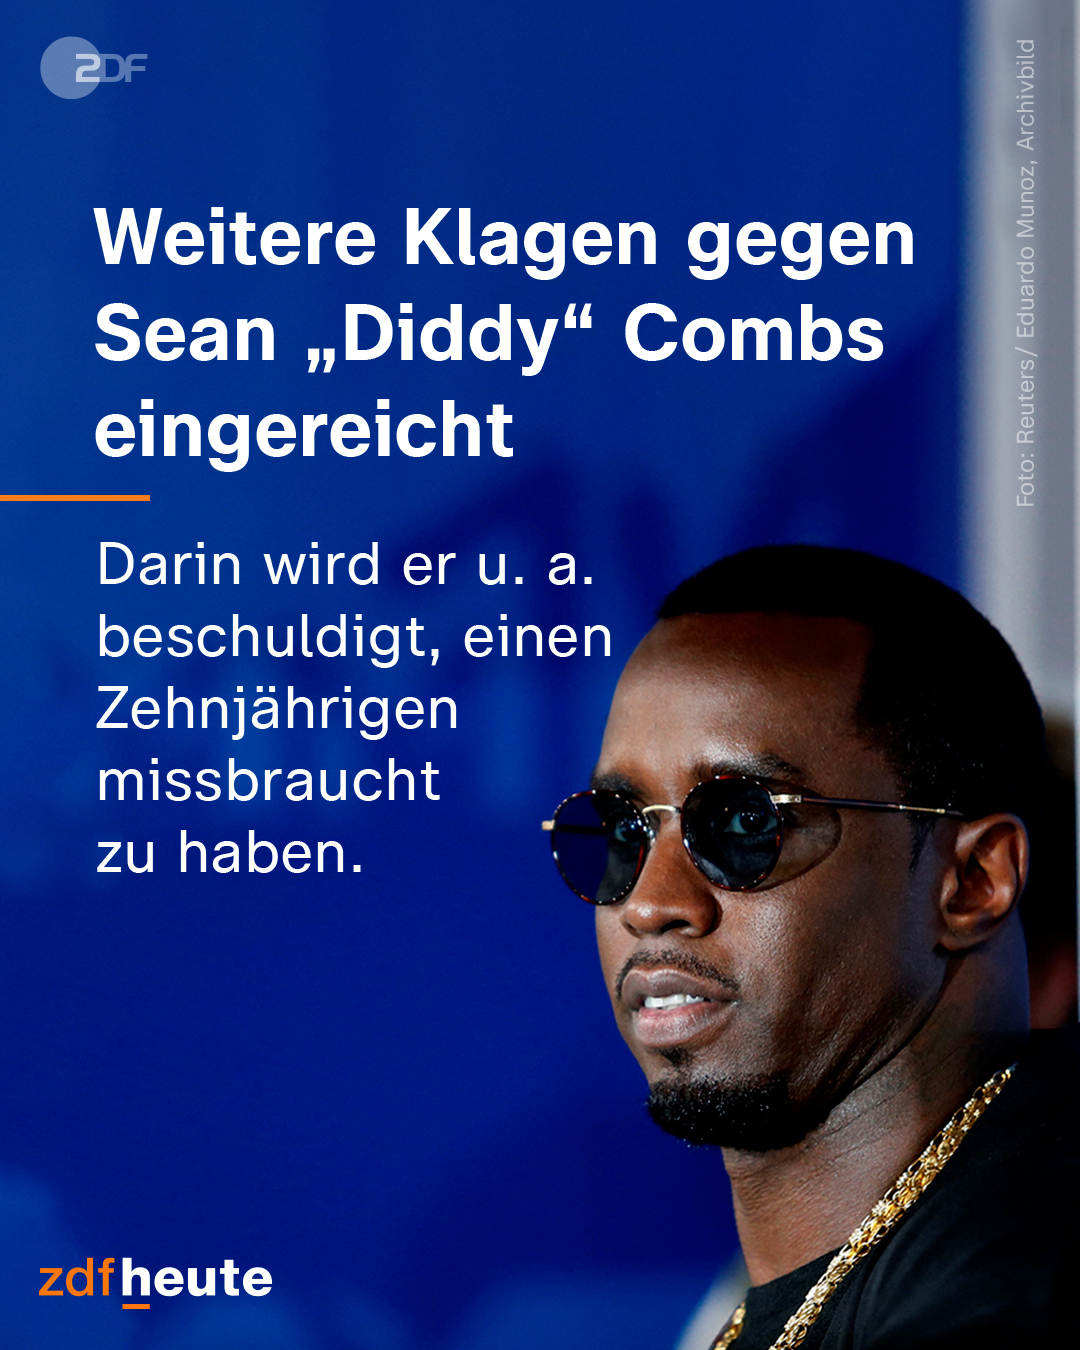 ZDF
Weitere Klagen gegen
Sean „Diddy“ Combs
eingereicht
Darin wird er u. a.
beschuldigt, einen
Zehnjährigen
missbraucht
zu haben.
Foto: Reuters/ Eduardo Munoz, Archivbild
zdfheute